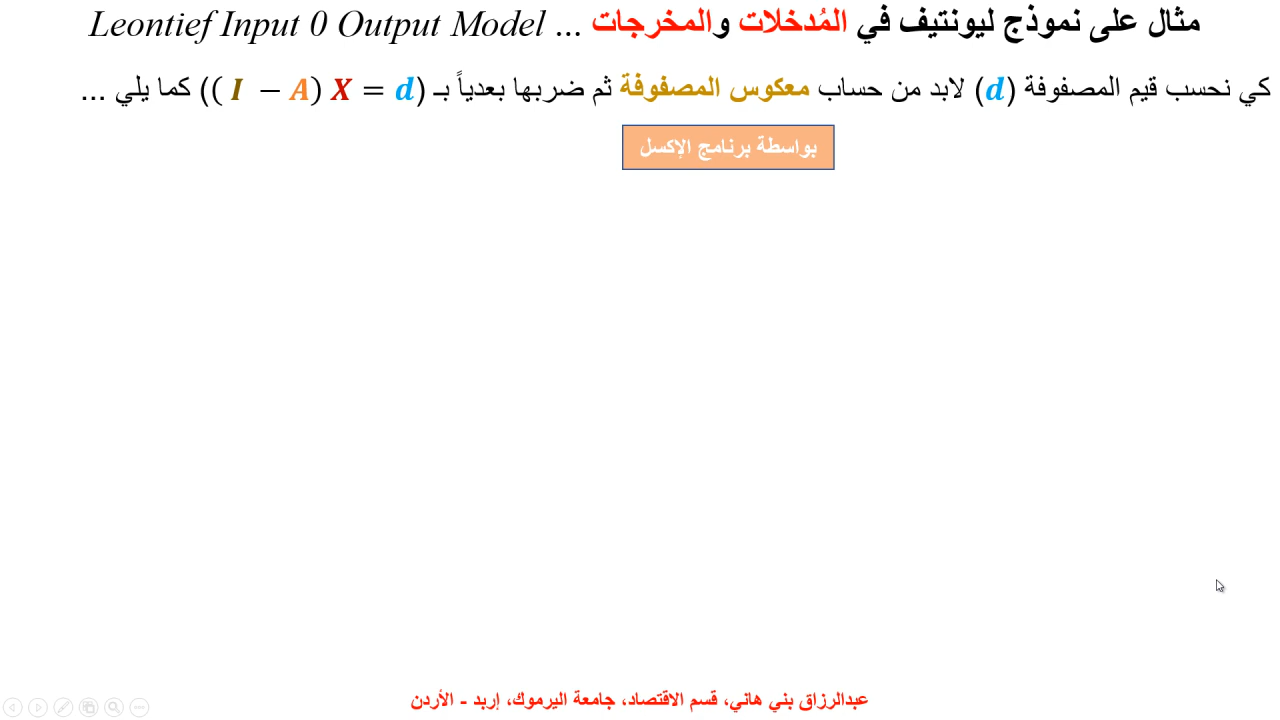 مثال على نموذج ليونتيف في المُدخلات والمخرجات ... Leontief Input 0 Output Model
كي نحسب قيم المصفوفة (d) لابد من حساب معكوس المصفوفة ثم ضربها بعدياً بـ (( I − A) X = d) كما يلي ...
بواسطة برنامج الإكسل
عبدالرزاق بني هاني، قسم الاقتصاد، جامعة اليرموك، إربد - الأردن